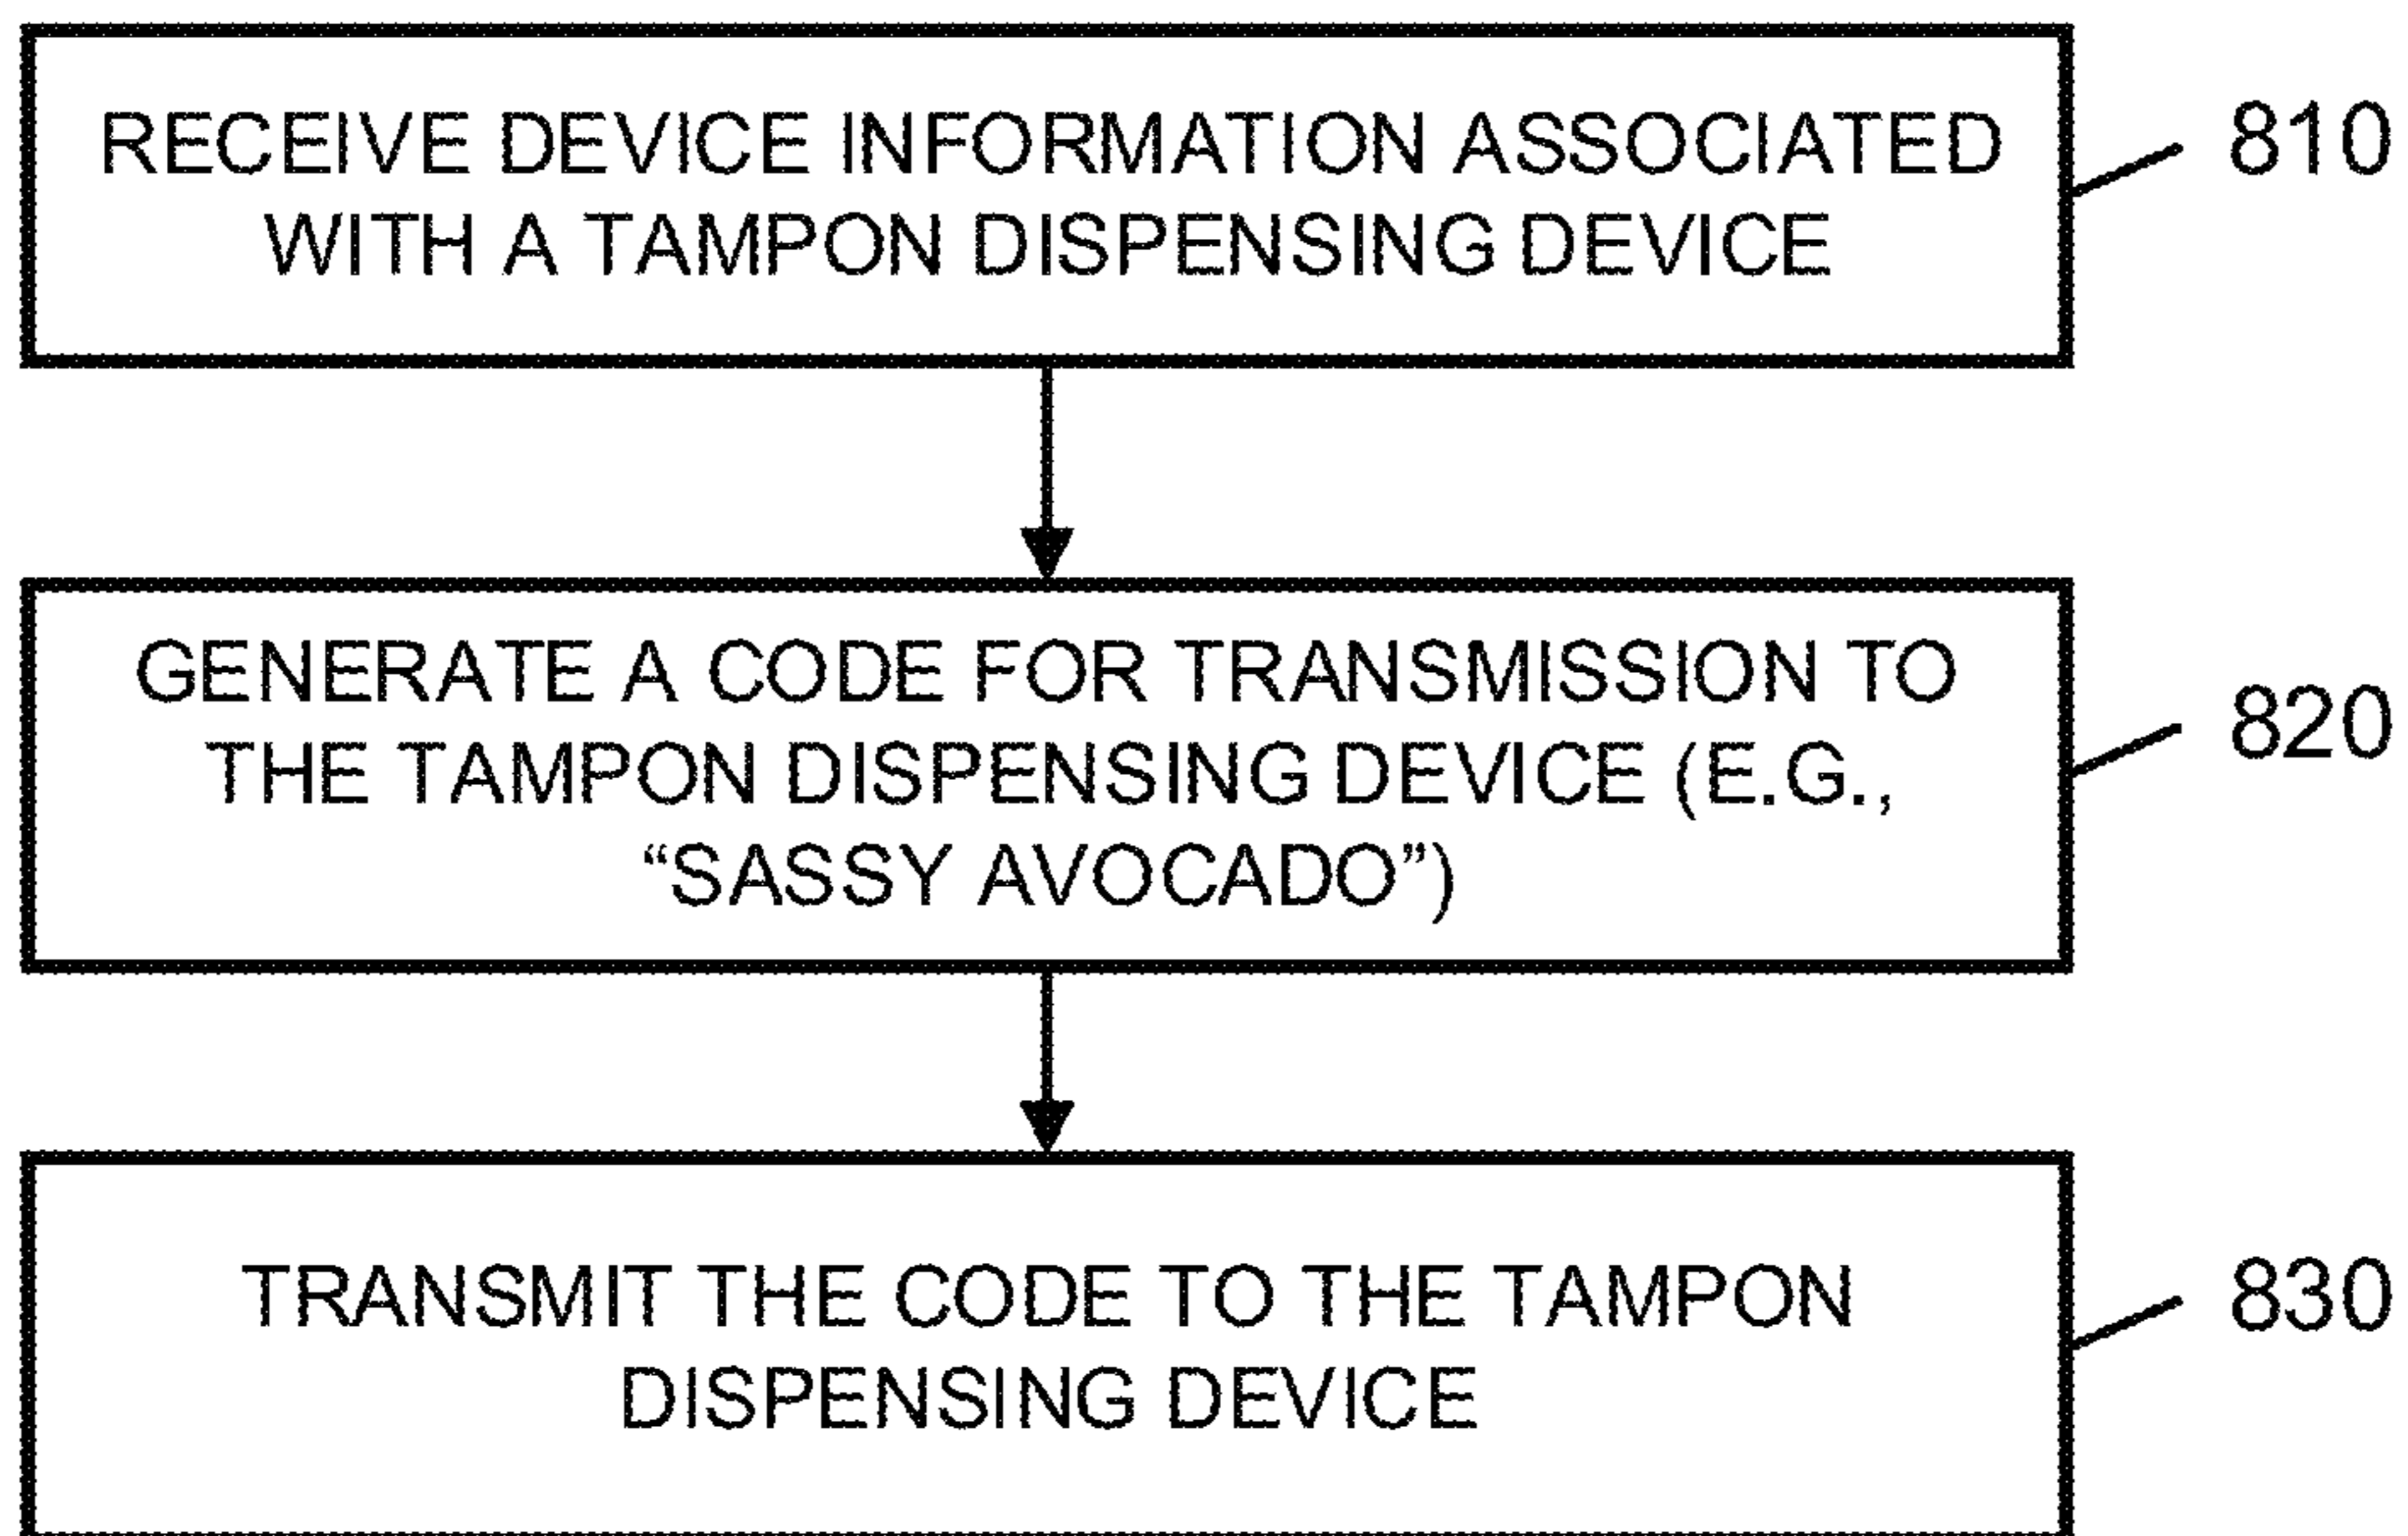 RECEIVE DEVICE INFORMATION ASSOCIATED
WITH A TAMPON DISPENSING DEVICE
810
GENERATE A CODE FOR TRANSMISSION TO
THE TAMPON DISPENSING DEVICE (E.G.,
“SASSY AVOCADO”)
820
TRANSMIT THE CODE TO THE TAMPON
DISPENSING DEVICE
830